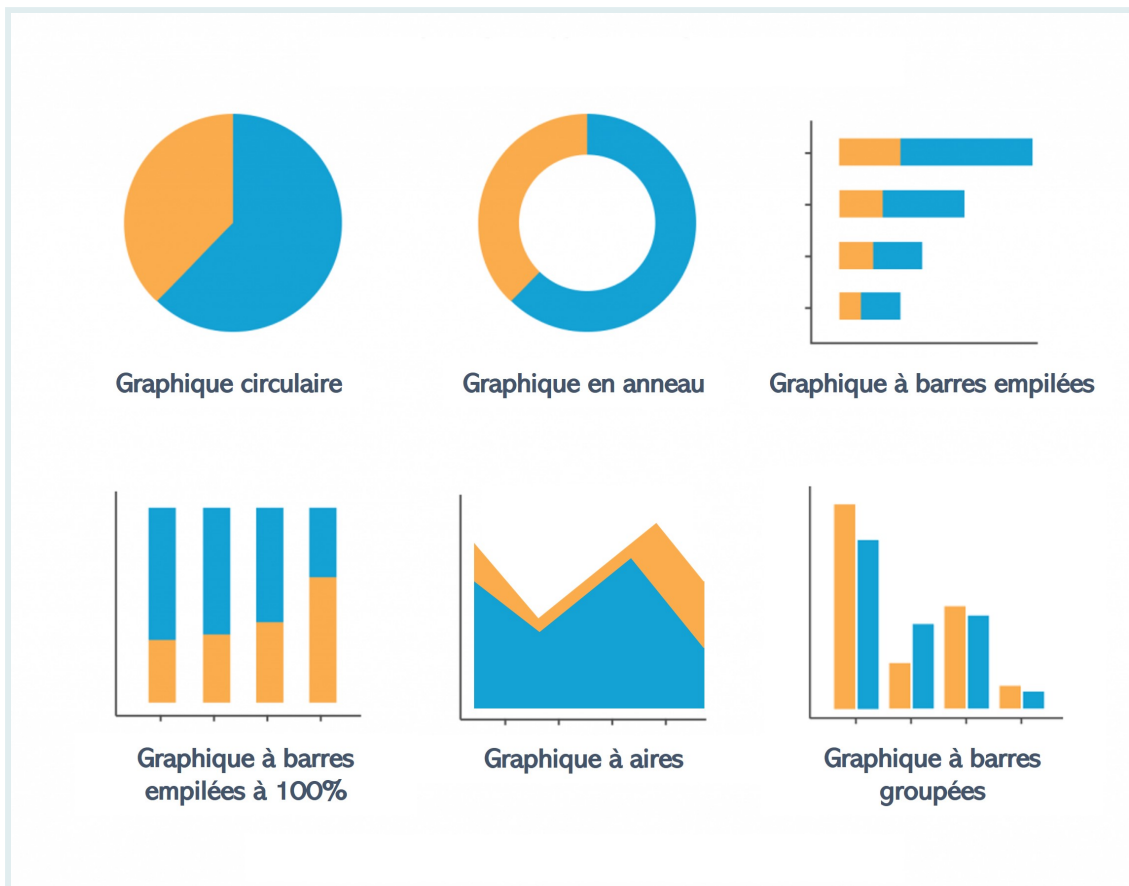 Graphique circulaire
Graphique en anneau
Graphique à barres empilées
Graphique à barres
empilées à 100%
Graphique à aires
Graphique à barres
groupées